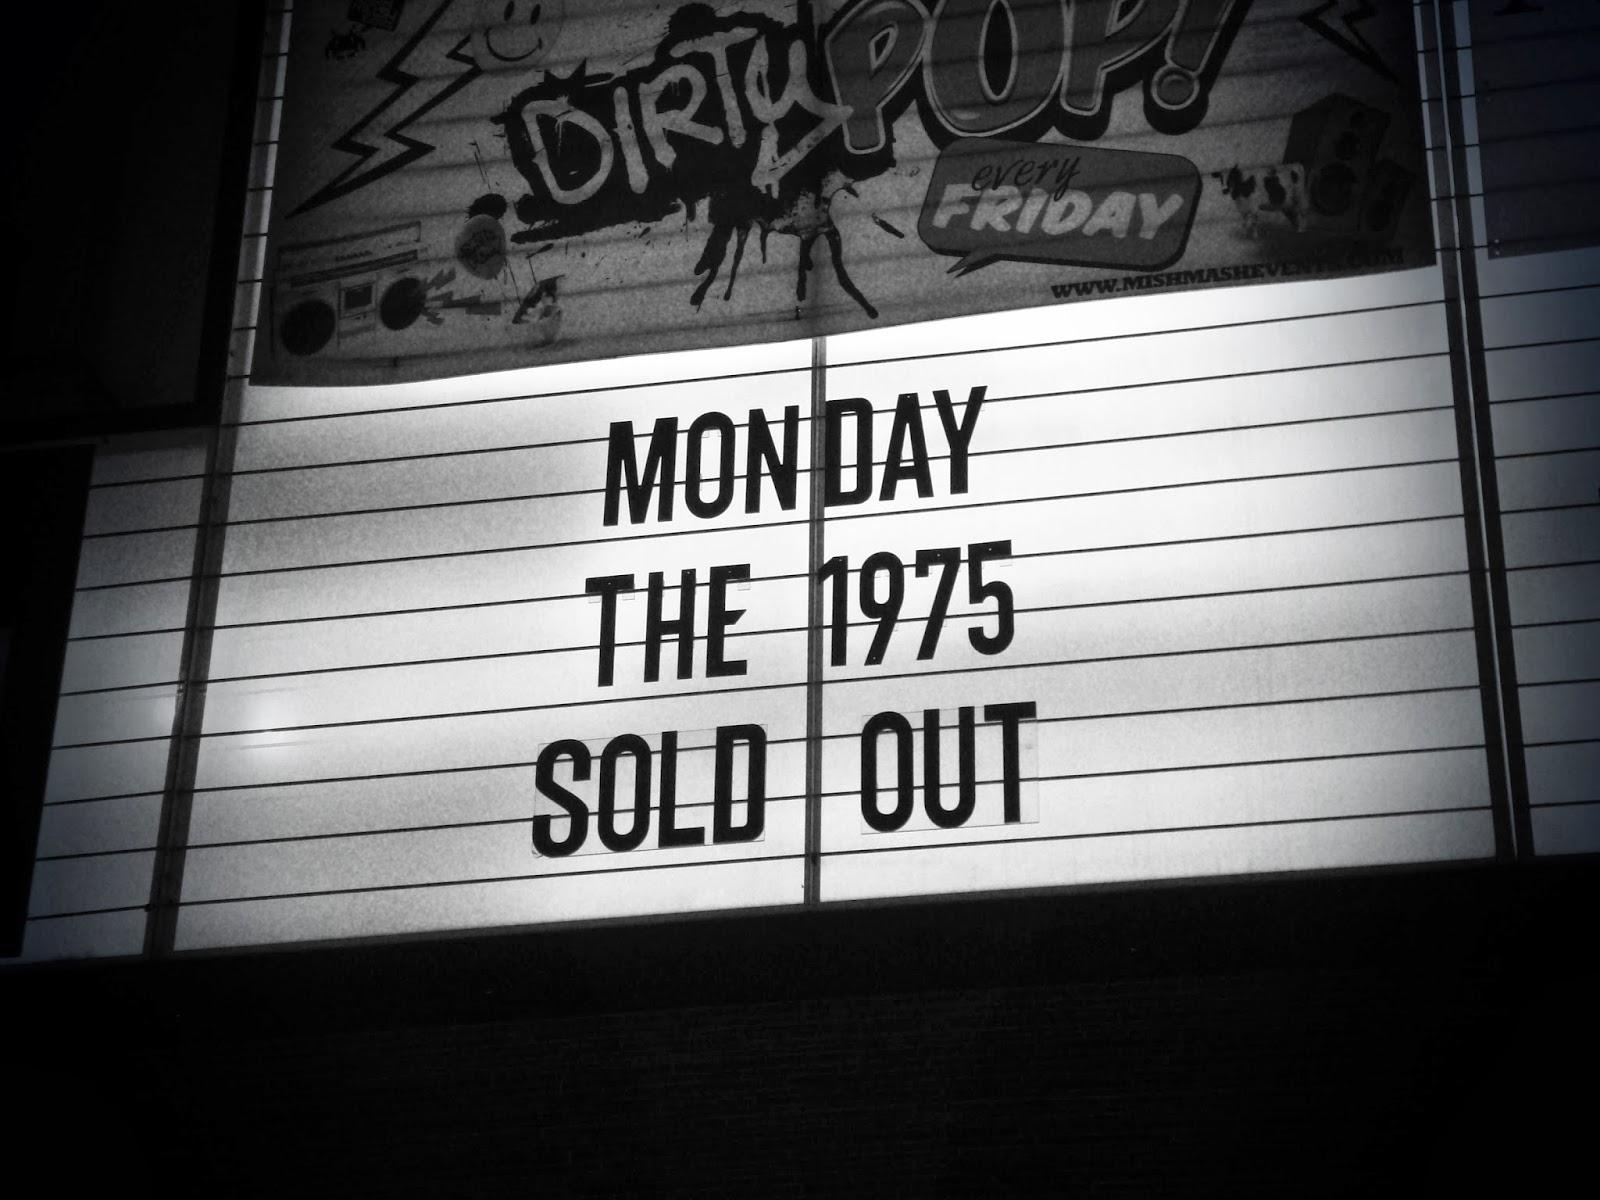 DIRTY POP!
every
FRIDAY
WWW.MISHMASHEVENTS.COM
MONDAY
THE 1975
SOLD OUT